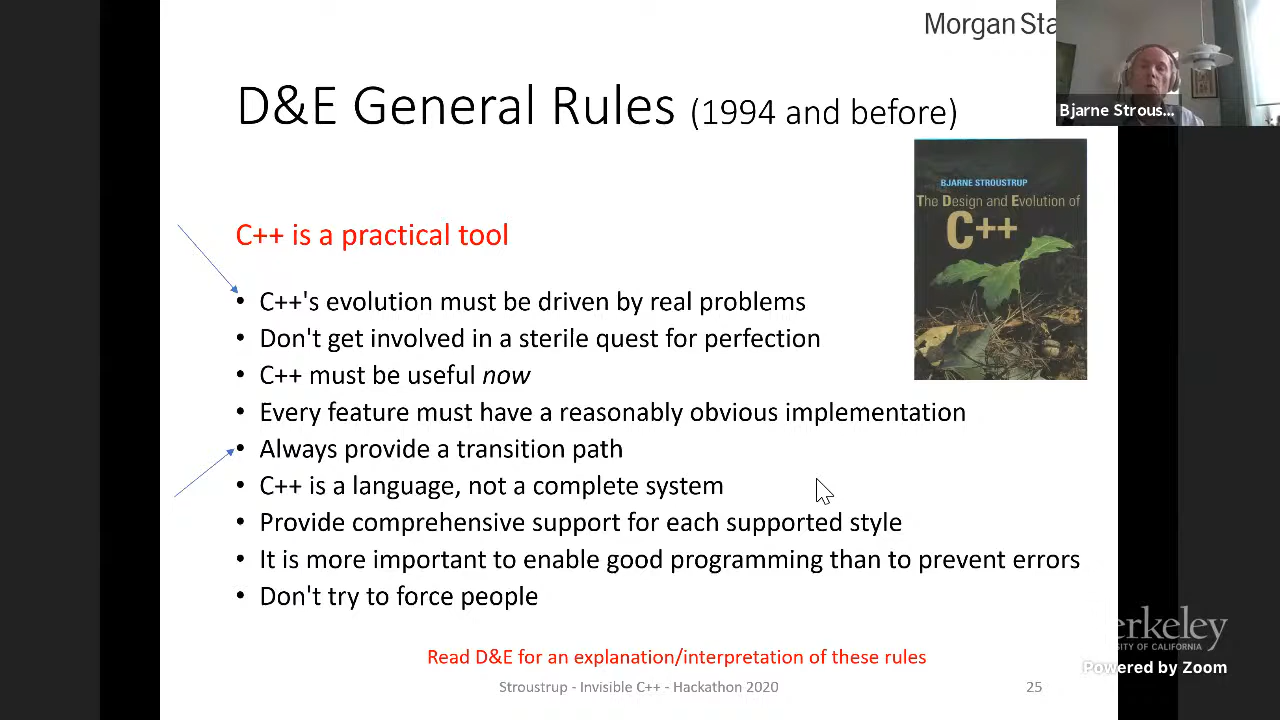 Morgan Sta
Bjarne Strous...
D&E General Rules (1994 and before)
BJARNE STROUSTRUP
The Design and Evolution of
C++
C++ is a practical tool
• C++'s evolution must be driven by real problems
• Don't get involved in a sterile quest for perfection
• C++ must be useful now
• Every feature must have a reasonably obvious implementation
• Always provide a transition path
• C++ is a language, not a complete system
• Provide comprehensive support for each supported style
• It is more important to enable good programming than to prevent errors
• Don't try to force people
Read D&E for an explanation/interpretation of these rules
Stroustrup - Invisible C++ - Hackathon 2020
25
erkeley
SITY OF CALIFORNIA
Powered by Zoom